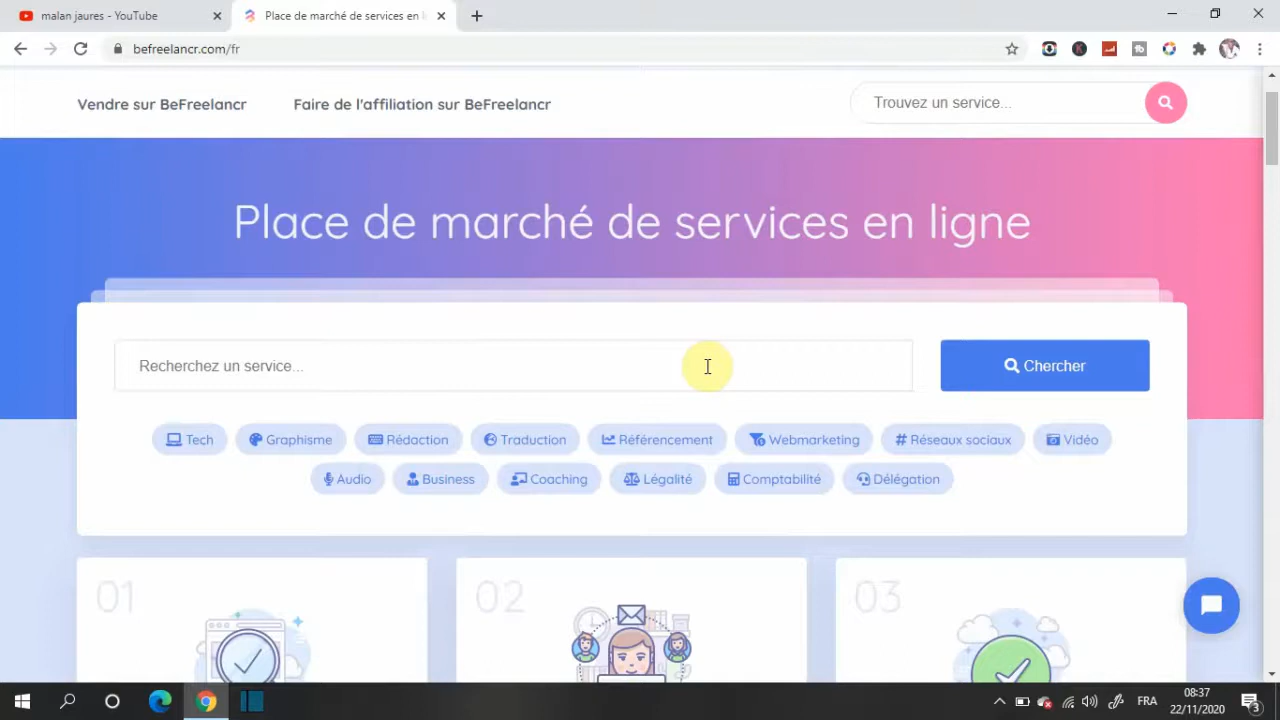 malan jaures - YouTube
Place de marché de services en l
befreelancr.com/fr
Vendre sur BeFreelancr
Faire de l'affiliation sur BeFreelancr
Trouvez un service...
Place de marché de services en ligne
Recherchez un service...
Chercher
Tech
Graphisme
Rédaction
Traduction
Référencement
Webmarketing
Réseaux sociaux
Vidéo
Audio
Business
Coaching
Légalité
Comptabilité
Délégation
01
02
03
FRA
08:37
22/11/2020
3